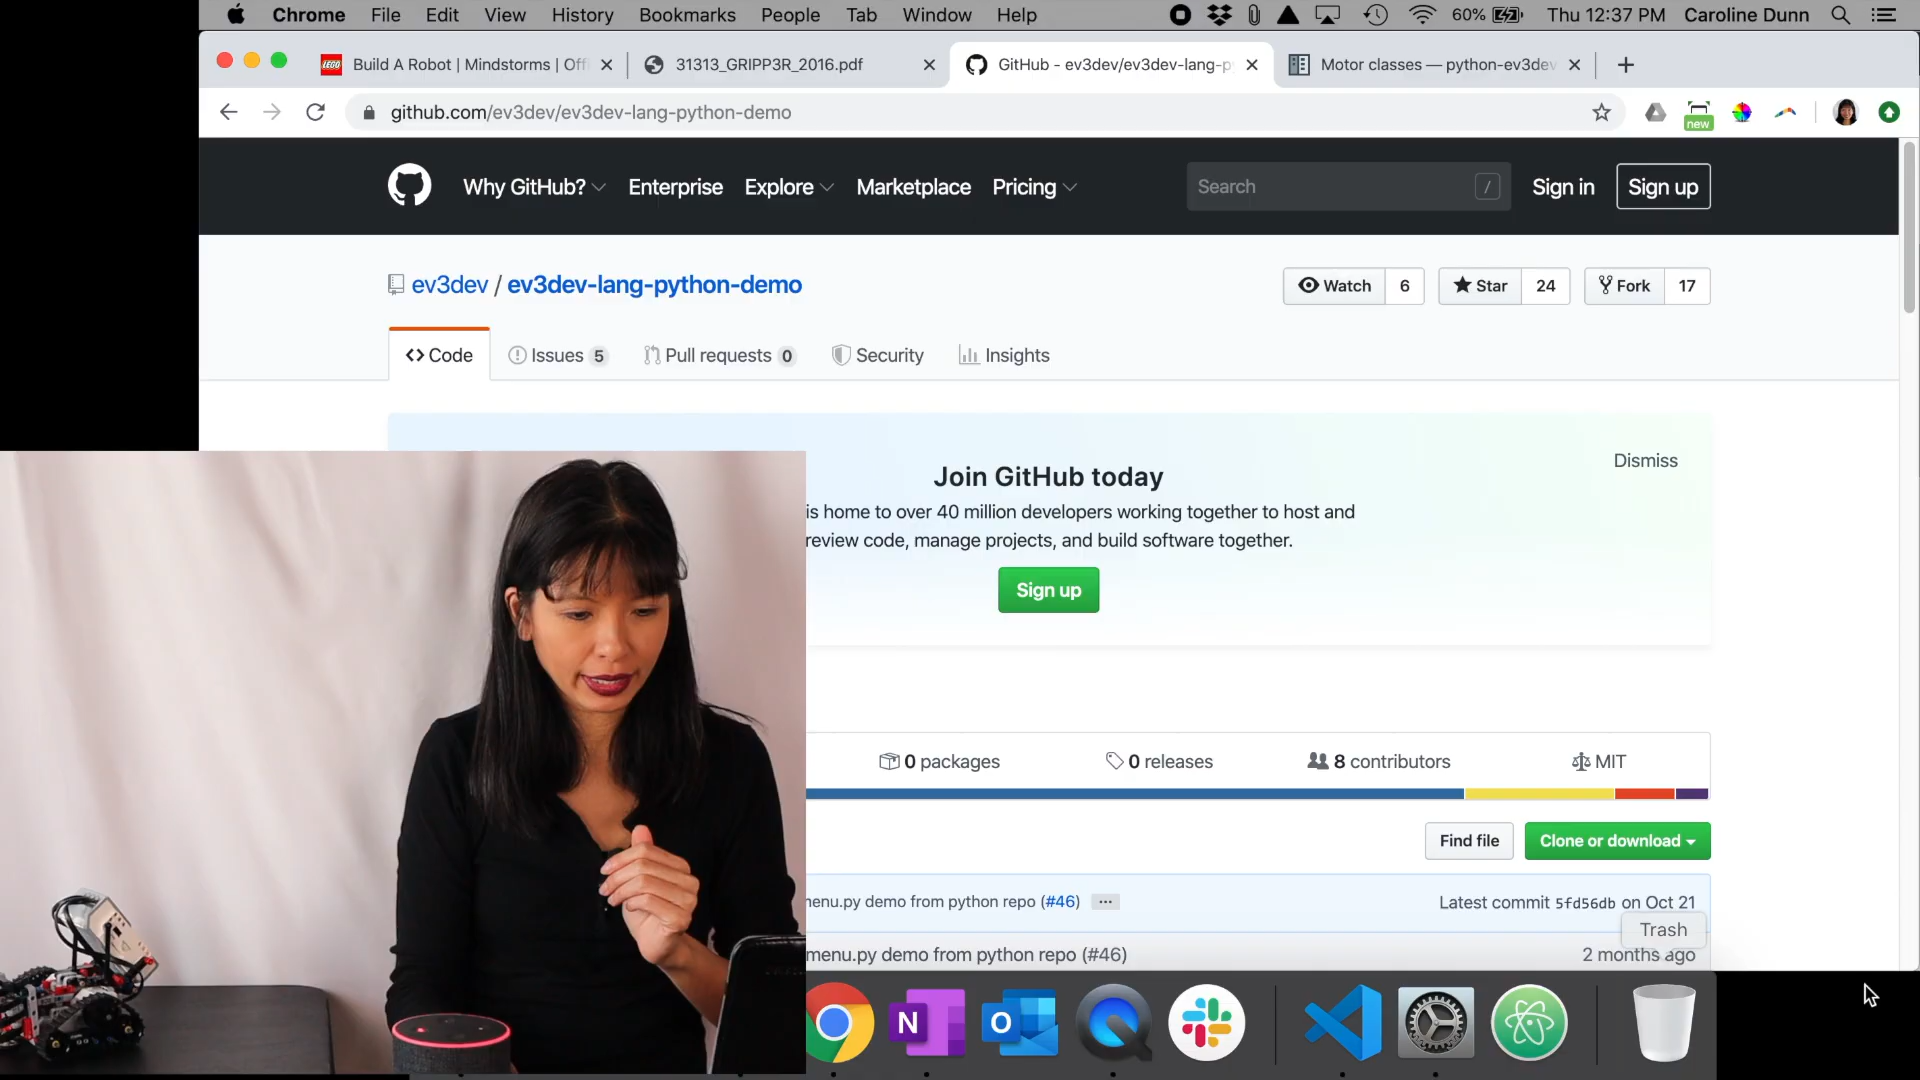 Chrome File Edit View History Bookmarks People Tab Window Help 60% Thu 12:37 PM Caroline Dunn
LEGO Build A Robot | Mindstorms | Offi 31313_GRIPP3R_2016.pdf GitHub - ev3dev/ev3dev-lang-p Motor classes — python-ev3dev
github.com/ev3dev/ev3dev-lang-python-demo new
Why GitHub? Enterprise Explore Marketplace Pricing Search / Sign in Sign up
ev3dev / ev3dev-lang-python-demo Watch 6 Star 24 Fork 17
Code Issues 5 Pull requests 0 Security Insights
Dismiss
Join GitHub today
is home to over 40 million developers working together to host and
review code, manage projects, and build software together.
Sign up
0 packages 0 releases 8 contributors MIT
Find file Clone or download
menu.py demo from python repo (#46) ... Latest commit 5fd56db on Oct 21
Trash
menu.py demo from python repo (#46) 2 months ago
N O